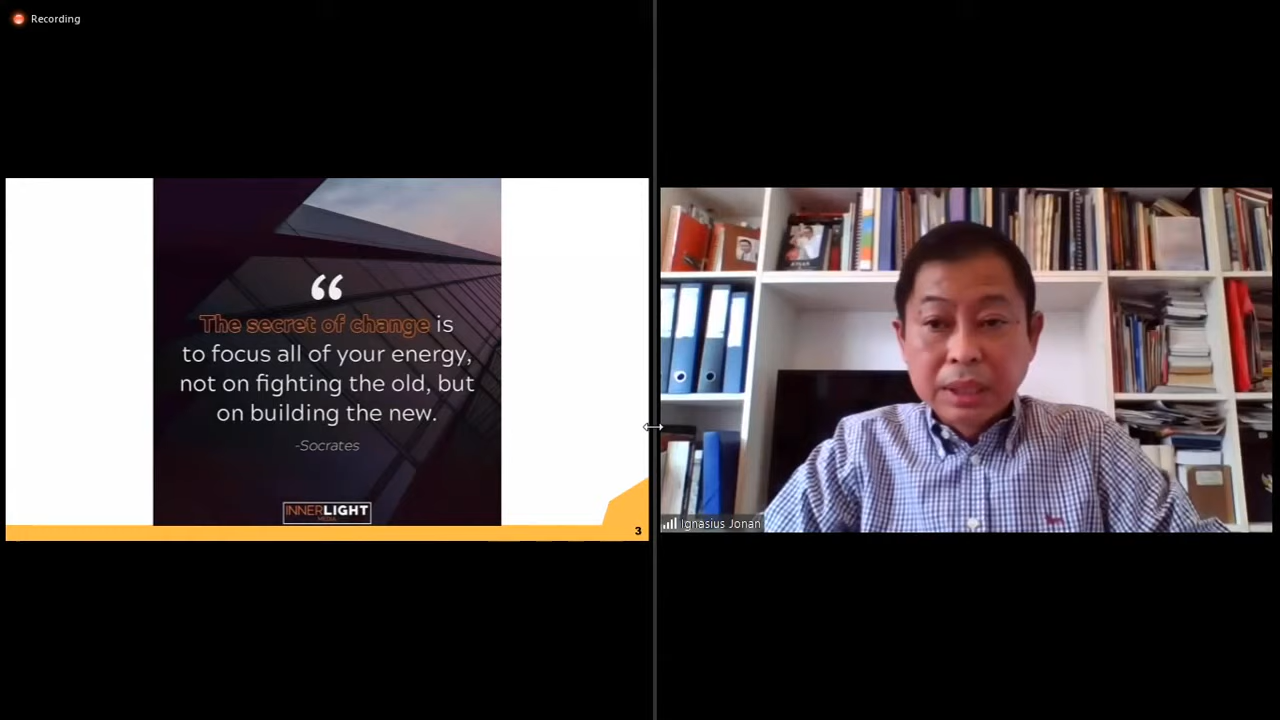 Recording
“
The secret of change is
to focus all of your energy,
not on fighting the old, but
on building the new.
-Socrates
INNERLIGHT
MEDIA
3
Ignasius Jonan